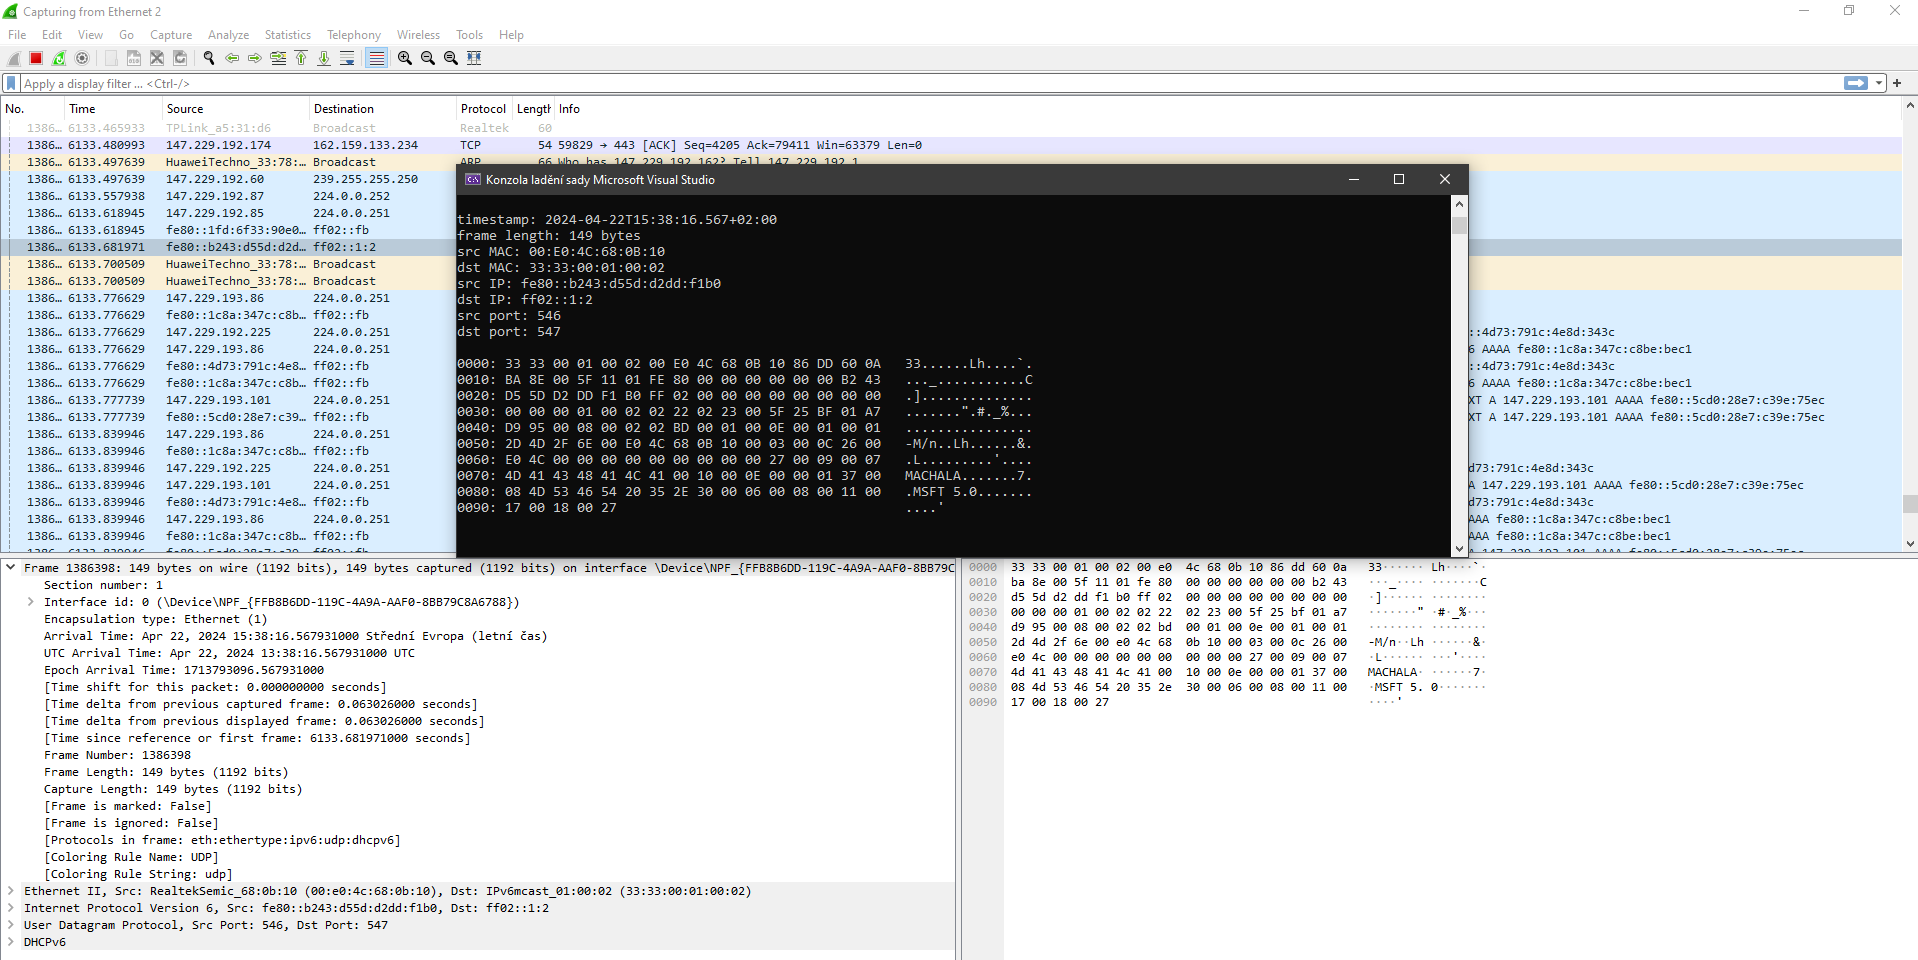 Capturing from Ethernet 2
File Edit View Go Capture Analyze Statistics Telephony Wireless Tools Help
Apply a display filter ... <Ctrl-/>
No. Time Source Destination Protocol Length Info
1386… 6133.465933 TPLink_a5:31:d6 Broadcast Realtek 60
1386… 6133.480993 147.229.192.174 162.159.133.234 TCP 54 59829 → 443 [ACK] Seq=4205 Ack=79411 Win=63379 Len=0
1386… 6133.497639 HuaweiTechno_33:78:… Broadcast ARP 66 Who has 147.229.192.162? Tell 147.229.192.1
1386… 6133.497639 147.229.192.60 239.255.255.250
1386… 6133.557938 147.229.192.87 224.0.0.252
1386… 6133.618945 147.229.192.85 224.0.0.251
1386… 6133.618945 fe80::1fd:6f33:90e0… ff02::fb
1386… 6133.681971 fe80::b243:d55d:d2d… ff02::1:2
1386… 6133.700509 HuaweiTechno_33:78:… Broadcast
1386… 6133.700509 HuaweiTechno_33:78:… Broadcast
1386… 6133.776629 147.229.193.86 224.0.0.251
1386… 6133.776629 fe80::1c8a:347c:c8b… ff02::fb
1386… 6133.776629 147.229.192.225 224.0.0.251 ::4d73:791c:4e8d:343c
1386… 6133.776629 147.229.193.86 224.0.0.251 6 AAAA fe80::1c8a:347c:c8be:bec1
1386… 6133.776629 fe80::4d73:791c:4e8… ff02::fb ::4d73:791c:4e8d:343c
1386… 6133.776629 fe80::1c8a:347c:c8b… ff02::fb 6 AAAA fe80::1c8a:347c:c8be:bec1
1386… 6133.777739 147.229.193.101 224.0.0.251 XT A 147.229.193.101 AAAA fe80::5cd0:28e7:c39e:75ec
1386… 6133.777739 fe80::5cd0:28e7:c39… ff02::fb XT A 147.229.193.101 AAAA fe80::5cd0:28e7:c39e:75ec
1386… 6133.839946 147.229.193.86 224.0.0.251
1386… 6133.839946 fe80::1c8a:347c:c8b… ff02::fb
1386… 6133.839946 147.229.192.225 224.0.0.251 d73:791c:4e8d:343c
1386… 6133.839946 147.229.193.101 224.0.0.251 A 147.229.193.101 AAAA fe80::5cd0:28e7:c39e:75ec
1386… 6133.839946 fe80::4d73:791c:4e8… ff02::fb d73:791c:4e8d:343c
1386… 6133.839946 147.229.193.86 224.0.0.251 AAA fe80::1c8a:347c:c8be:bec1
1386… 6133.839946 fe80::1c8a:347c:c8b… ff02::fb AAA fe80::1c8a:347c:c8be:bec1
1386… 6133.839946 fe80::5cd0:28e7:c39… ff02::fb A 147.229.193.101 AAAA fe80::5cd0:28e7:c39e:75ec
Konzola ladění sady Microsoft Visual Studio
timestamp: 2024-04-22T15:38:16.567+02:00
frame length: 149 bytes
src MAC: 00:E0:4C:68:0B:10
dst MAC: 33:33:00:01:00:02
src IP: fe80::b243:d55d:d2dd:f1b0
dst IP: ff02::1:2
src port: 546
dst port: 547
0000: 33 33 00 01 00 02 00 E0 4C 68 0B 10 86 DD 60 0A 33......Lh....`.
0010: BA 8E 00 5F 11 01 FE 80 00 00 00 00 00 00 B2 43 ..._...........C
0020: D5 5D D2 DD F1 B0 FF 02 00 00 00 00 00 00 00 00 .]..............
0030: 00 00 00 01 00 02 02 22 02 23 00 5F 25 BF 01 A7 .......".#._%...
0040: D9 95 00 08 00 02 02 BD 00 01 00 0E 00 01 00 01 ................
0050: 2D 4D 2F 6E 00 E0 4C 68 0B 10 00 03 00 0C 26 00 -M/n..Lh......&.
0060: E0 4C 00 00 00 00 00 00 00 00 00 27 00 09 00 07 .L.........'....
0070: 4D 41 43 48 41 4C 41 00 10 00 0E 00 00 01 37 00 MACHALA.......7.
0080: 08 4D 53 46 54 20 35 2E 30 00 06 00 08 00 11 00 .MSFT 5.0.......
0090: 17 00 18 00 27 ....'
Frame 1386398: 149 bytes on wire (1192 bits), 149 bytes captured (1192 bits) on interface \Device\NPF_{FFB8B6DD-119C-4A9A-AAF0-8BB79C
Section number: 1
Interface id: 0 (\Device\NPF_{FFB8B6DD-119C-4A9A-AAF0-8BB79C8A6788})
Encapsulation type: Ethernet (1)
Arrival Time: Apr 22, 2024 15:38:16.567931000 Střední Evropa (letní čas)
UTC Arrival Time: Apr 22, 2024 13:38:16.567931000 UTC
Epoch Arrival Time: 1713793096.567931000
[Time shift for this packet: 0.000000000 seconds]
[Time delta from previous captured frame: 0.063026000 seconds]
[Time delta from previous displayed frame: 0.063026000 seconds]
[Time since reference or first frame: 6133.681971000 seconds]
Frame Number: 1386398
Frame Length: 149 bytes (1192 bits)
Capture Length: 149 bytes (1192 bits)
[Frame is marked: False]
[Frame is ignored: False]
[Protocols in frame: eth:ethertype:ipv6:udp:dhcpv6]
[Coloring Rule Name: UDP]
[Coloring Rule String: udp]
Ethernet II, Src: RealtekSemic_68:0b:10 (00:e0:4c:68:0b:10), Dst: IPv6mcast_01:00:02 (33:33:00:01:00:02)
Internet Protocol Version 6, Src: fe80::b243:d55d:d2dd:f1b0, Dst: ff02::1:2
User Datagram Protocol, Src Port: 546, Dst Port: 547
DHCPv6
0000 33 33 00 01 00 02 00 e0 4c 68 0b 10 86 dd 60 0a 33······ Lh····`·
0010 ba 8e 00 5f 11 01 fe 80 00 00 00 00 00 00 b2 43 ···_···· ·······C
0020 d5 5d d2 dd f1 b0 ff 02 00 00 00 00 00 00 00 00 ·]······ ········
0030 00 00 00 01 00 02 02 22 02 23 00 5f 25 bf 01 a7 ·······" ·#·_%···
0040 d9 95 00 08 00 02 02 bd 00 01 00 0e 00 01 00 01 ········ ········
0050 2d 4d 2f 6e 00 e0 4c 68 0b 10 00 03 00 0c 26 00 -M/n··Lh ······&·
0060 e0 4c 00 00 00 00 00 00 00 00 00 27 00 09 00 07 ·L······ ···'····
0070 4d 41 43 48 41 4c 41 00 10 00 0e 00 00 01 37 00 MACHALA· ······7·
0080 08 4d 53 46 54 20 35 2e 30 00 06 00 08 00 11 00 ·MSFT 5. 0·······
0090 17 00 18 00 27 ····'